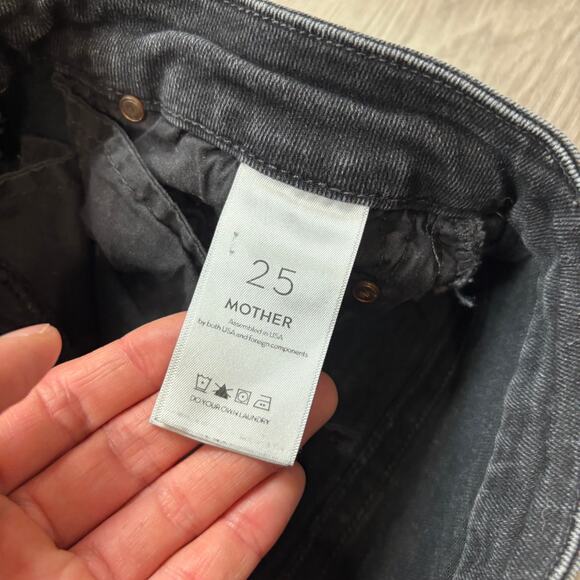 25
MOTHER
Assembled in USA
by both USA and foreign components
DO YOUR OWN LAUNDRY